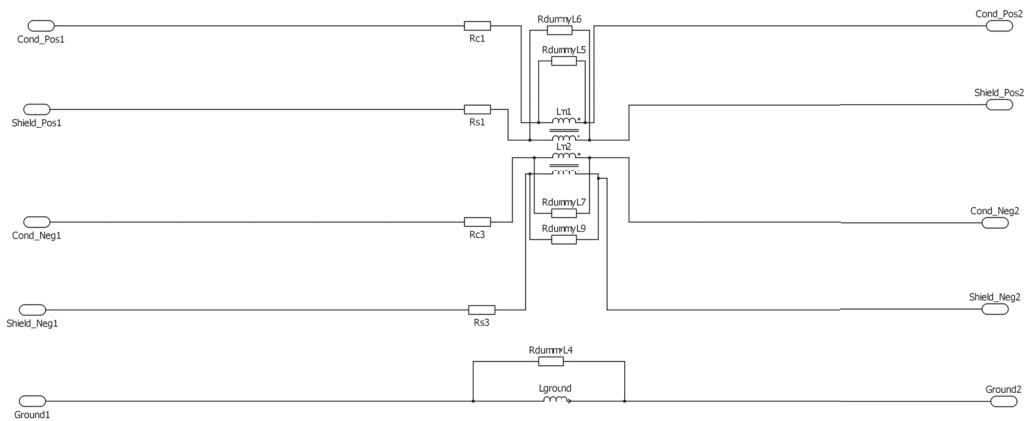 Cond_Pos1
Rc1
RdummyL6
Cond_Pos2
RdummyL5
Shield_Pos1
Rs1
Lm1
Shield_Pos2
Lm2
Cond_Neg1
Rc3
RdummyL7
Cond_Neg2
RdummyL9
Shield_Neg1
Rs3
Shield_Neg2
RdummyL4
Ground1
Lground
Ground2